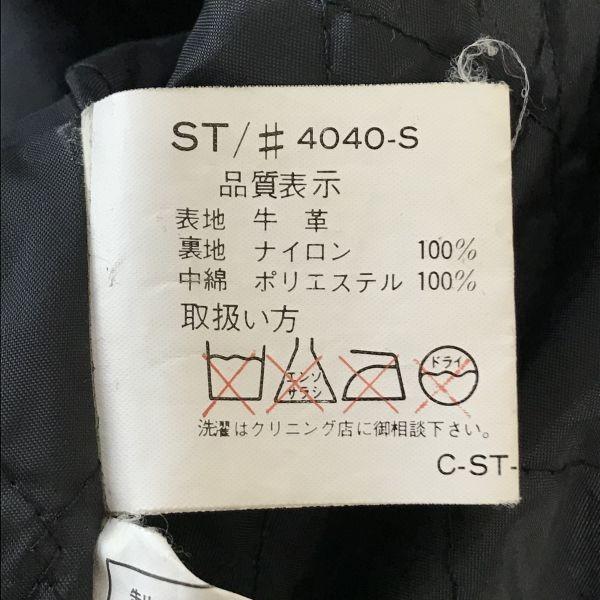 ST/♯ 4040-S
品質表示
表地 牛革
裏地 ナイロン 100%
中綿 ポリエステル 100%
取扱い方
エンソ サラシ ドライ
洗濯はクリニング店に御相談下さい。
C-ST-